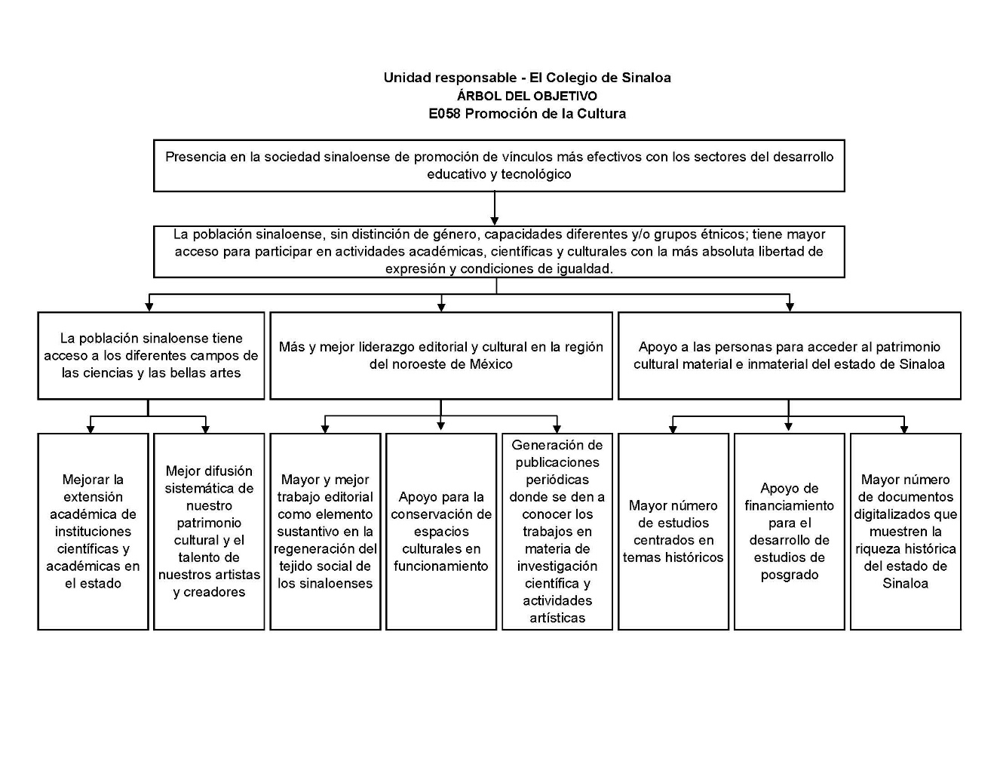 Unidad responsable - El Colegio de Sinaloa
ÁRBOL DEL OBJETIVO
E058 Promoción de la Cultura
Presencia en la sociedad sinaloense de promoción de vínculos más efectivos con los sectores del desarrollo
educativo y tecnológico
La población sinaloense, sin distinción de género, capacidades diferentes y/o grupos étnicos; tiene mayor
acceso para participar en actividades académicas, científicas y culturales con la más absoluta libertad de
expresión y condiciones de igualdad.
La población sinaloense tiene
acceso a los diferentes campos de
las ciencias y las bellas artes
Más y mejor liderazgo editorial y cultural en la región
del noroeste de México
Apoyo a las personas para acceder al patrimonio
cultural material e inmaterial del estado de Sinaloa
Mejorar la
extensión
académica de
instituciones
científicas y
académicas en
el estado
Mejor difusión
sistemática de
nuestro
patrimonio
cultural y el
talento de
nuestros artistas
y creadores
Mayor y mejor
trabajo editorial
como elemento
sustantivo en la
regeneración del
tejido social de
los sinaloenses
Apoyo para la
conservación de
espacios
culturales en
funcionamiento
Generación de
publicaciones
periódicas
donde se den a
conocer los
trabajos en
materia de
investigación
científica y
actividades
artísticas
Mayor número
de estudios
centrados en
temas históricos
Apoyo de
financiamiento
para el
desarrollo de
estudios de
posgrado
Mayor número
de documentos
digitalizados que
muestren la
riqueza histórica
del estado de
Sinaloa